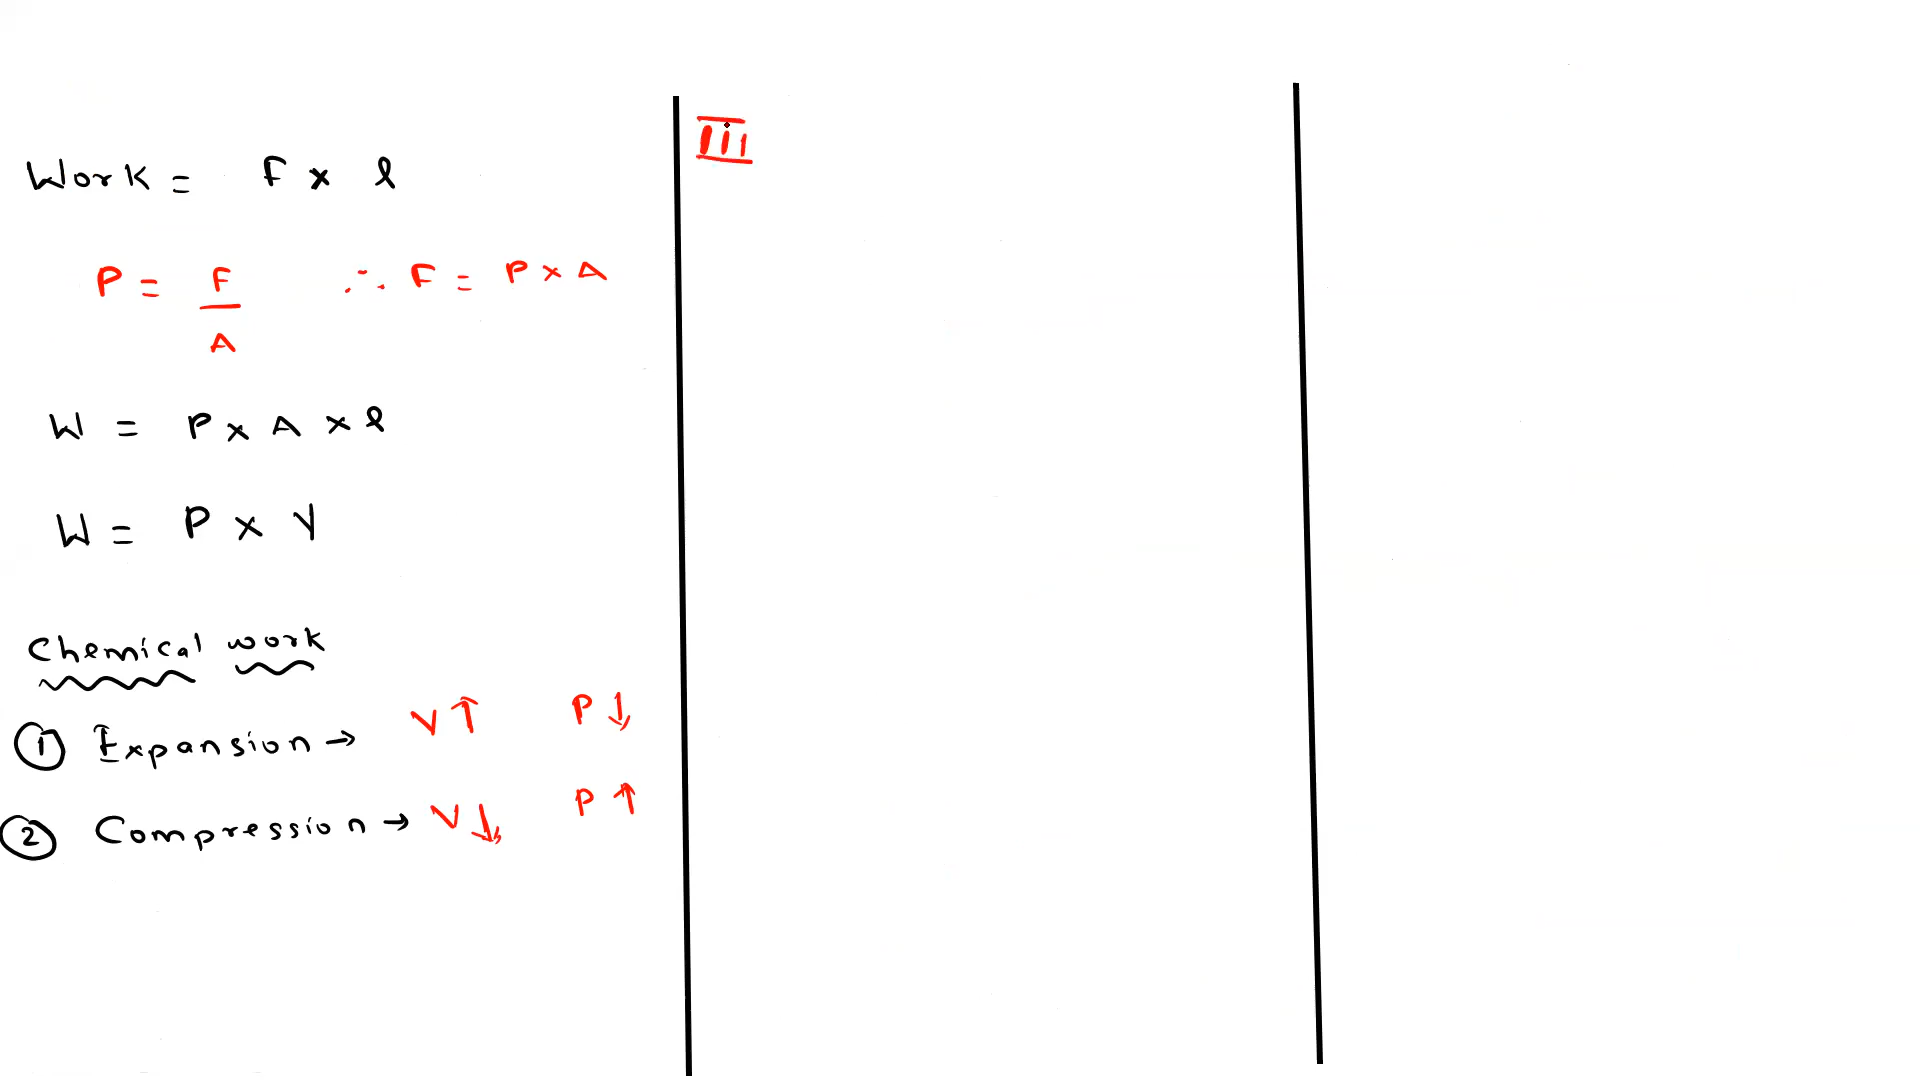 Work = F × l
P = F/A ∴ F = P × A
W = P × A × l
W = P × V
Chemical work
① Expansion → V↑ P↓
② Compression → V↓ P↑
III